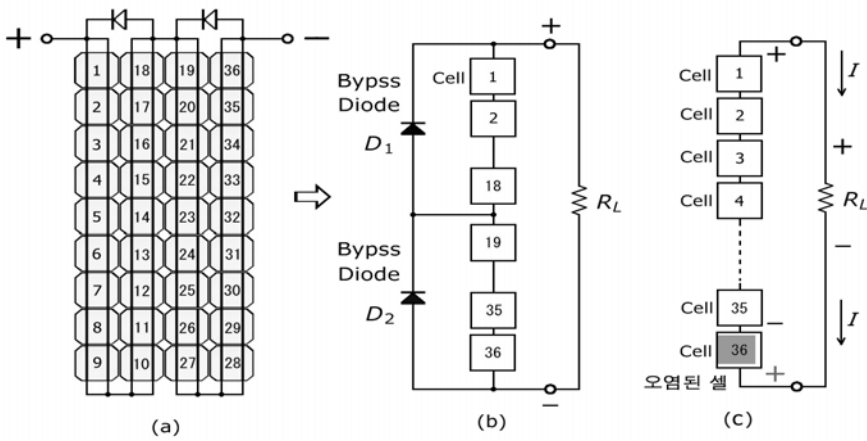 + −
1 18 19 36
2 17 20 35
3 16 21 34
4 15 22 33
5 14 23 32
6 13 24 31
7 12 25 30
8 11 26 29
9 10 27 28
(a)
+
Bypss
Diode
D1
Cell 1
2
18
Bypss
Diode
D2
19
35
36
RL
−
(b)
Cell 1
+
I
Cell 2
Cell 3
+
Cell 4
RL
−
Cell 35
−
I
Cell 36
오염된 셀
+
(c)